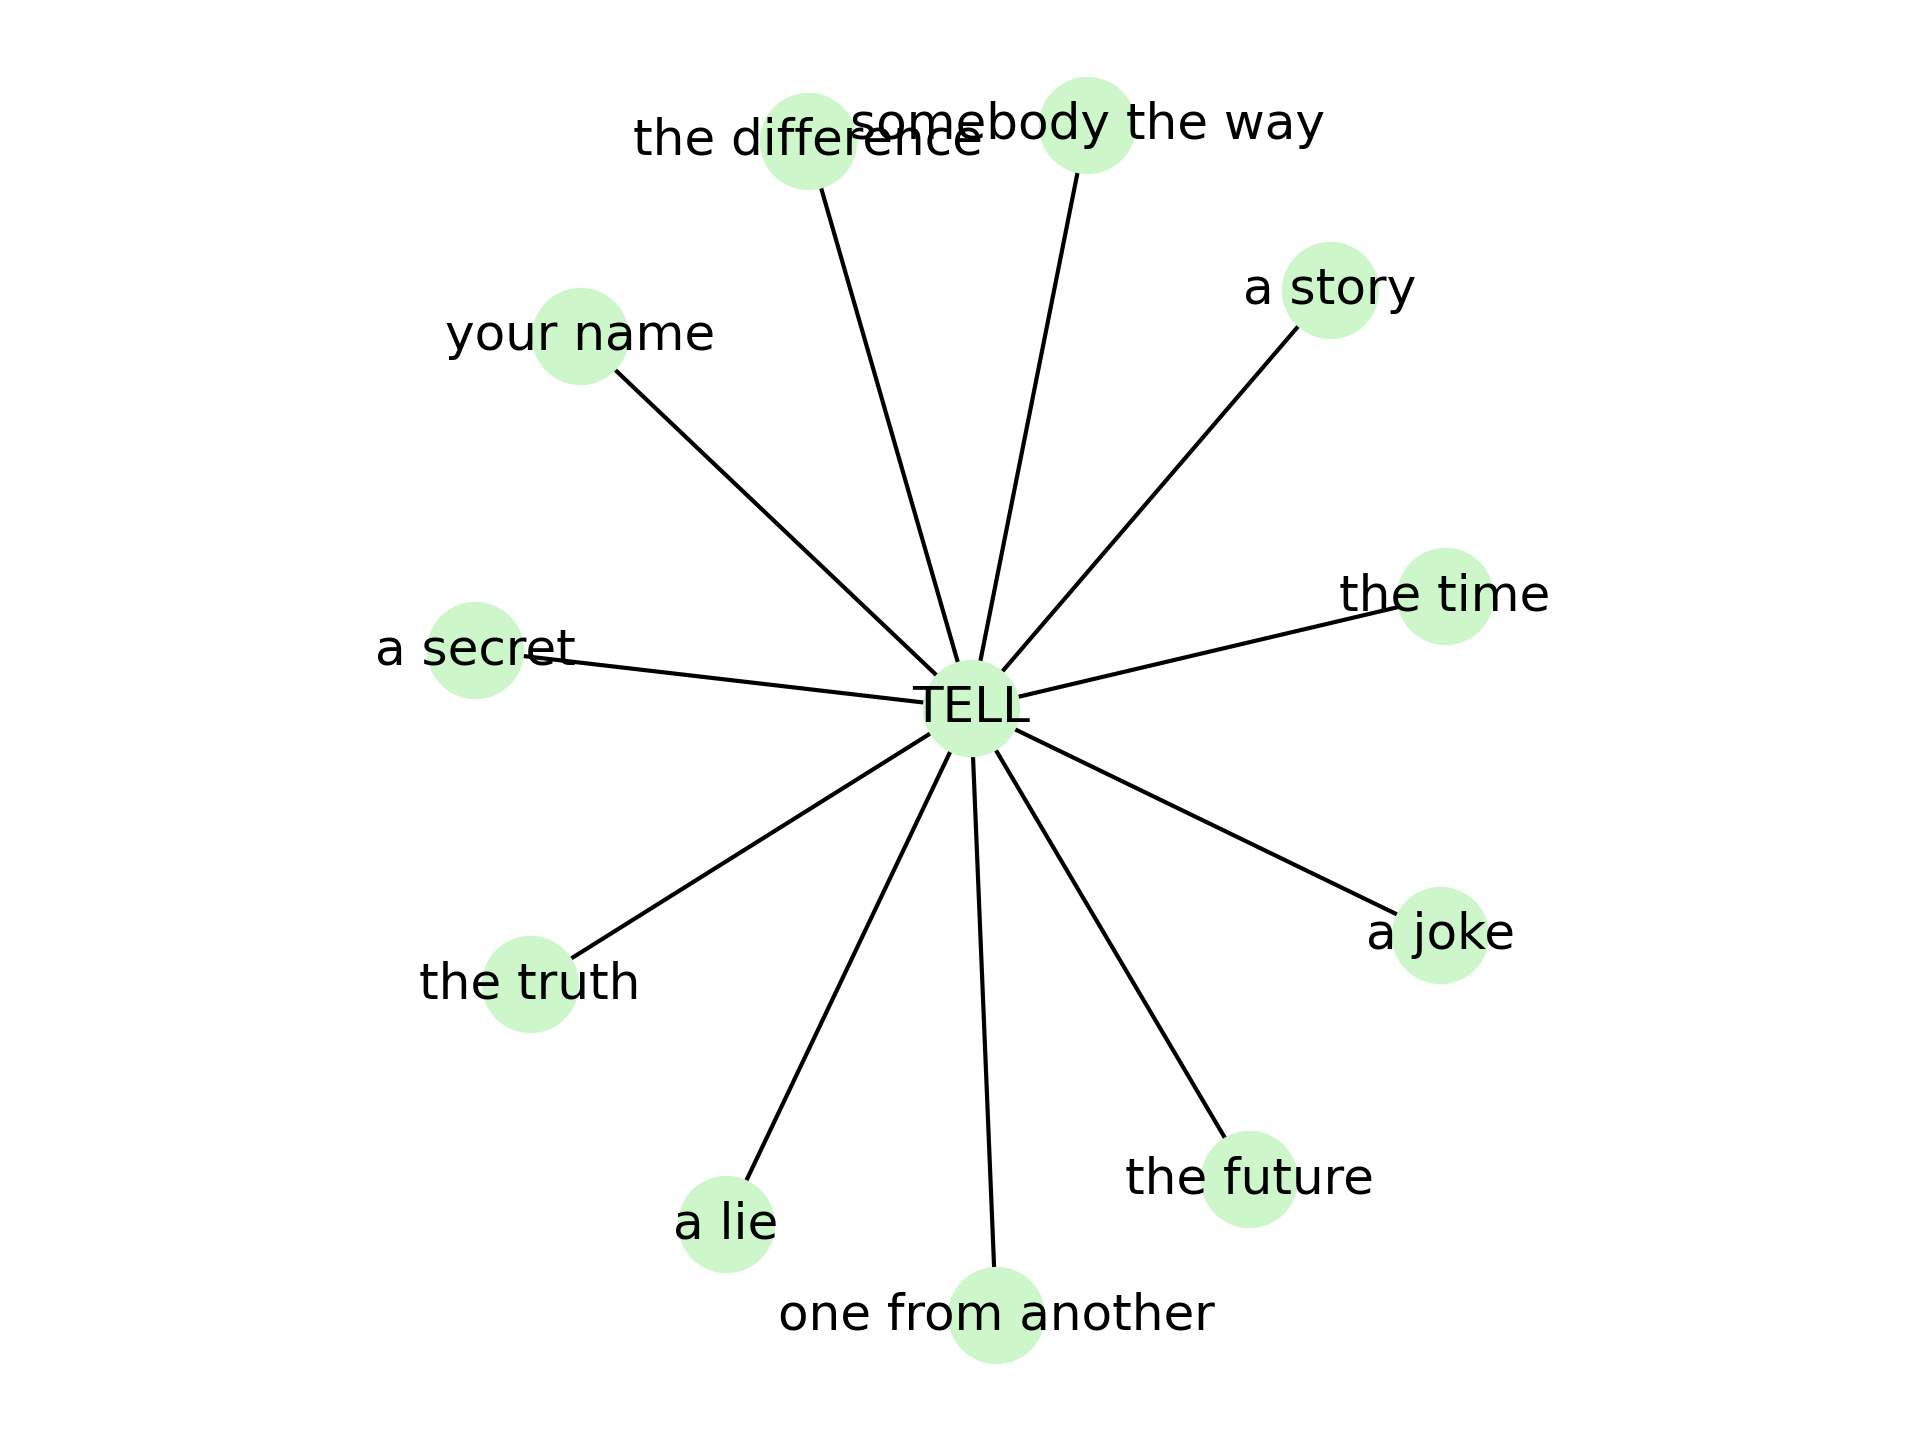 somebody the way
the difference
a story
your name
the time
a secret
TELL
a joke
the truth
the future
a lie
one from another